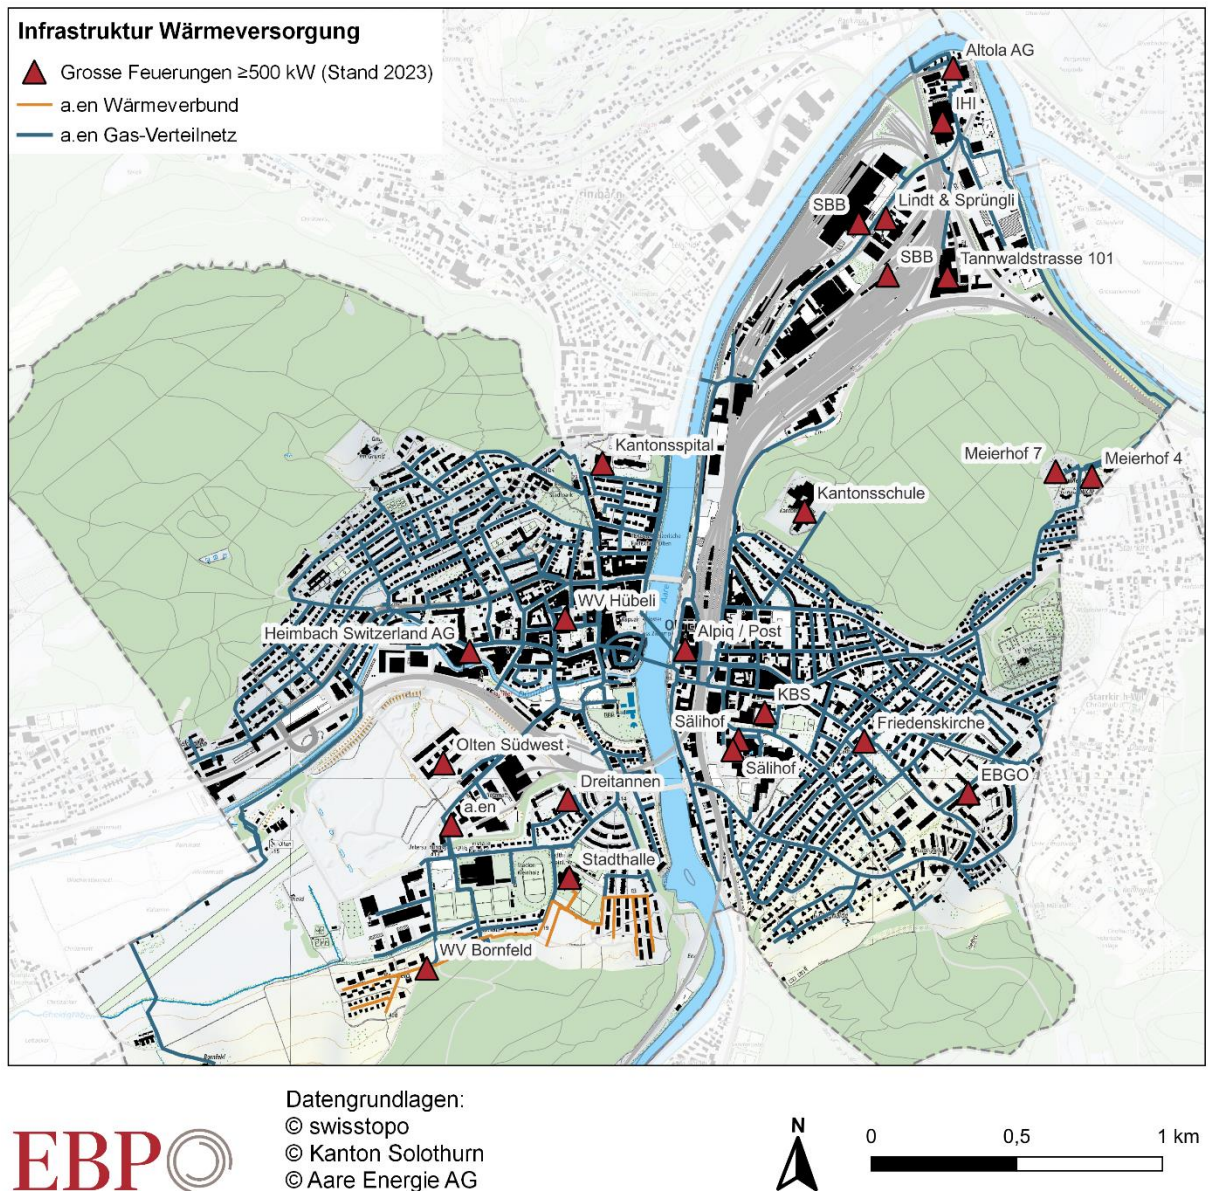 Infrastruktur Wärmeversorgung
Grosse Feuerungen ≥500 kW (Stand 2023)
a.en Wärmeverbund
a.en Gas-Verteilnetz
Altola AG
IHI
SBB
Lindt & Sprüngli
SBB
Tannwaldstrasse 101
Kantonsspital
Meierhof 7
Meierhof 4
Kantonsschule
WV Hübeli
Heimbach Switzerland AG
Alpiq / Post
KBS
Sälihof
Friedenskirche
Olten Südwest
Sälihof
Dreitannen
EBGO
a.en
Stadthalle
WV Bornfeld
EBP
Datengrundlagen:
© swisstopo
© Kanton Solothurn
© Aare Energie AG
N
0 0,5 1 km